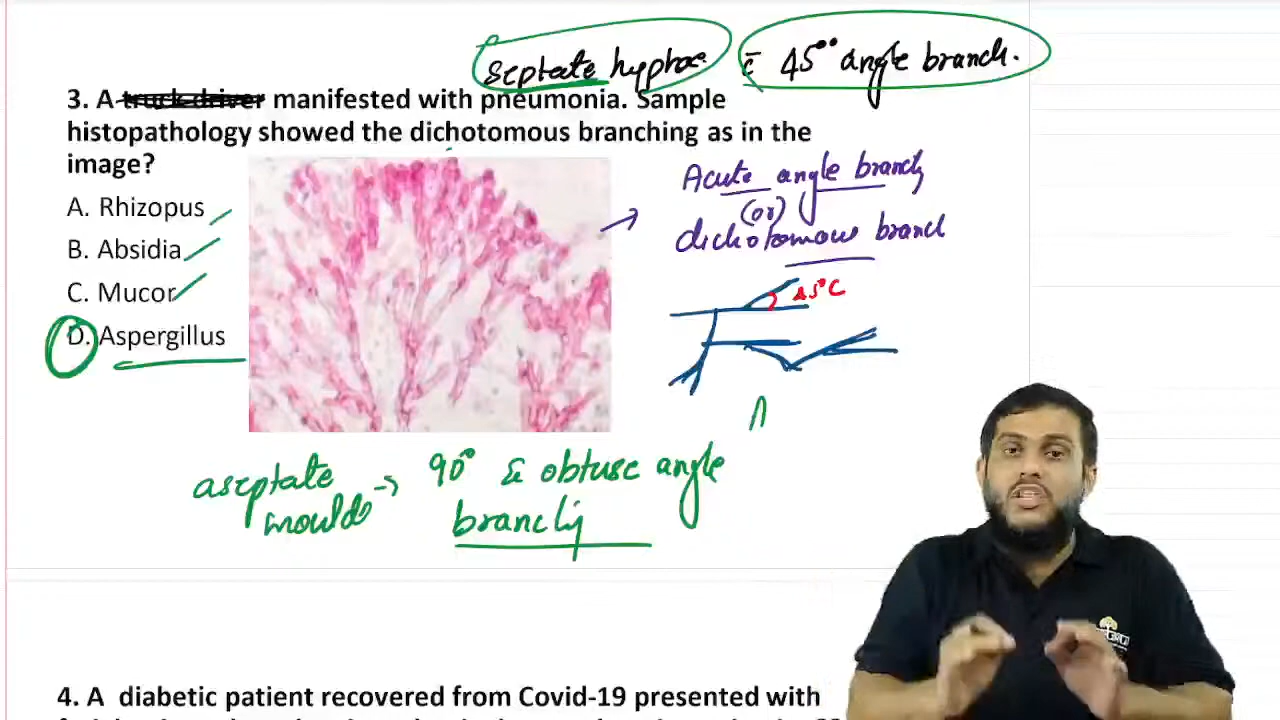 septate hyphae c̄ 45° angle branch.
3. A truck driver manifested with pneumonia. Sample
histopathology showed the dichotomous branching as in the
image?
A. Rhizopus
B. Absidia
C. Mucor
D. Aspergillus
Acute angle branch
(or)
dichotomous branch
45°C
aseptate
moulds -> 90° & obtuse angle
branchig
4. A diabetic patient recovered from Covid-19 presented with